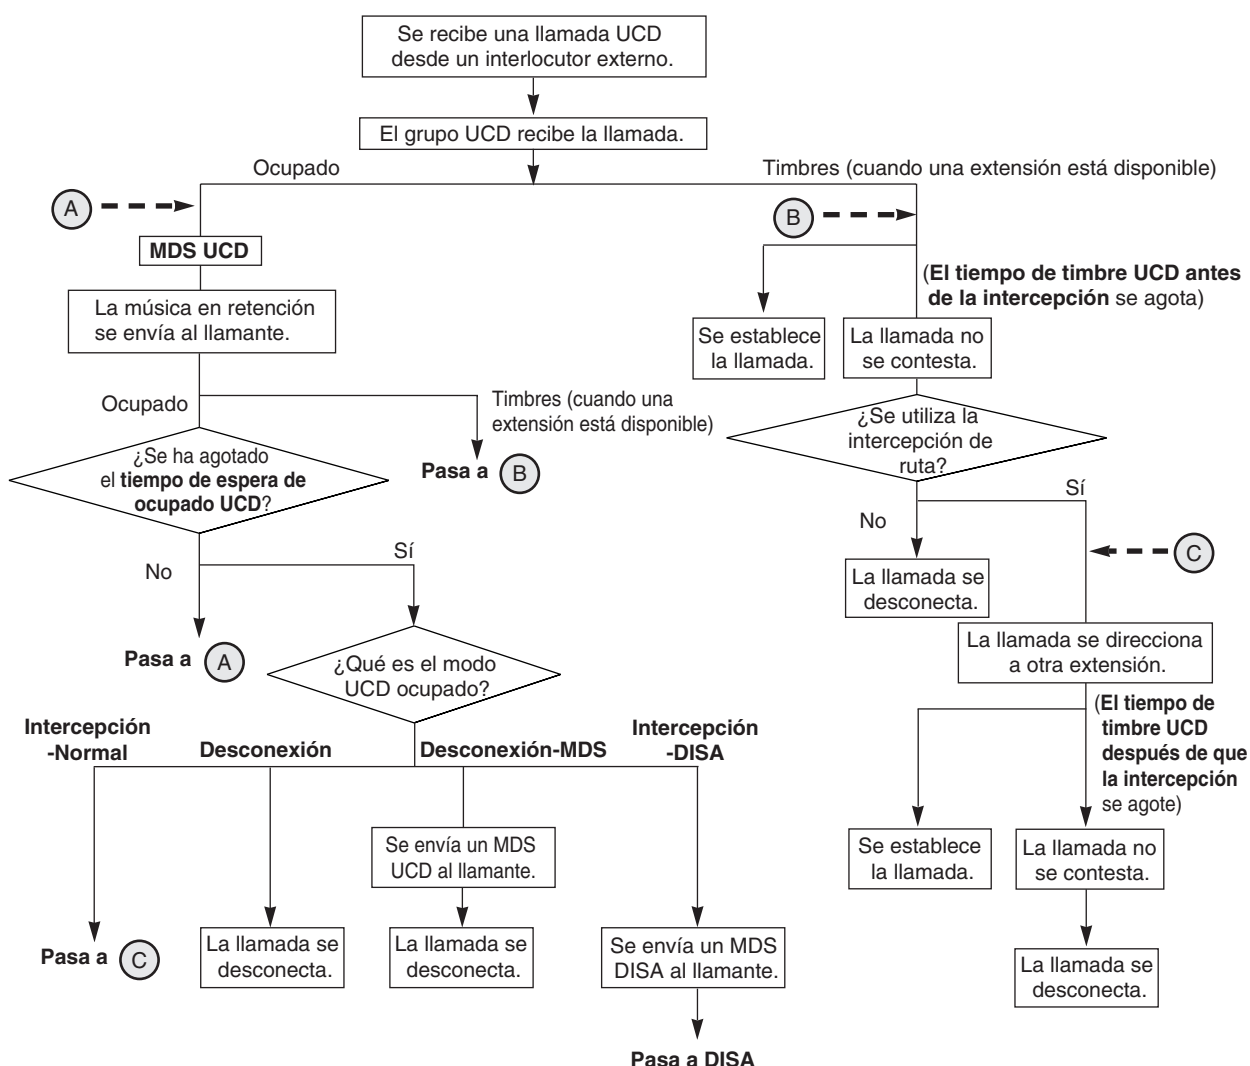 Se recibe una llamada UCD
desde un interlocutor externo.
El grupo UCD recibe la llamada.
Ocupado
Timbres (cuando una extensión está disponible)
A
B
MDS UCD
La música en retención
se envía al llamante.
(El tiempo de timbre UCD antes
de la intercepción se agota)
Se establece
la llamada.
La llamada no
se contesta.
Ocupado
Timbres (cuando una
extensión está disponible)
¿Se ha agotado
el tiempo de espera de
ocupado UCD?
Pasa a B
¿Se utiliza la
intercepción de
ruta?
No
Sí
C
La llamada se
desconecta.
No
Sí
Pasa a A
¿Qué es el modo
UCD ocupado?
La llamada se direcciona
a otra extensión.
(El tiempo de
timbre UCD
después de que
la intercepción
se agote)
Intercepción
-Normal
Desconexión
Desconexión-MDS
Intercepción
-DISA
Se envía un MDS
UCD al llamante.
Se establece
la llamada.
La llamada no
se contesta.
Pasa a C
La llamada se
desconecta.
La llamada se
desconecta.
Se envía un MDS
DISA al llamante.
La llamada se
desconecta.
Pasa a DISA